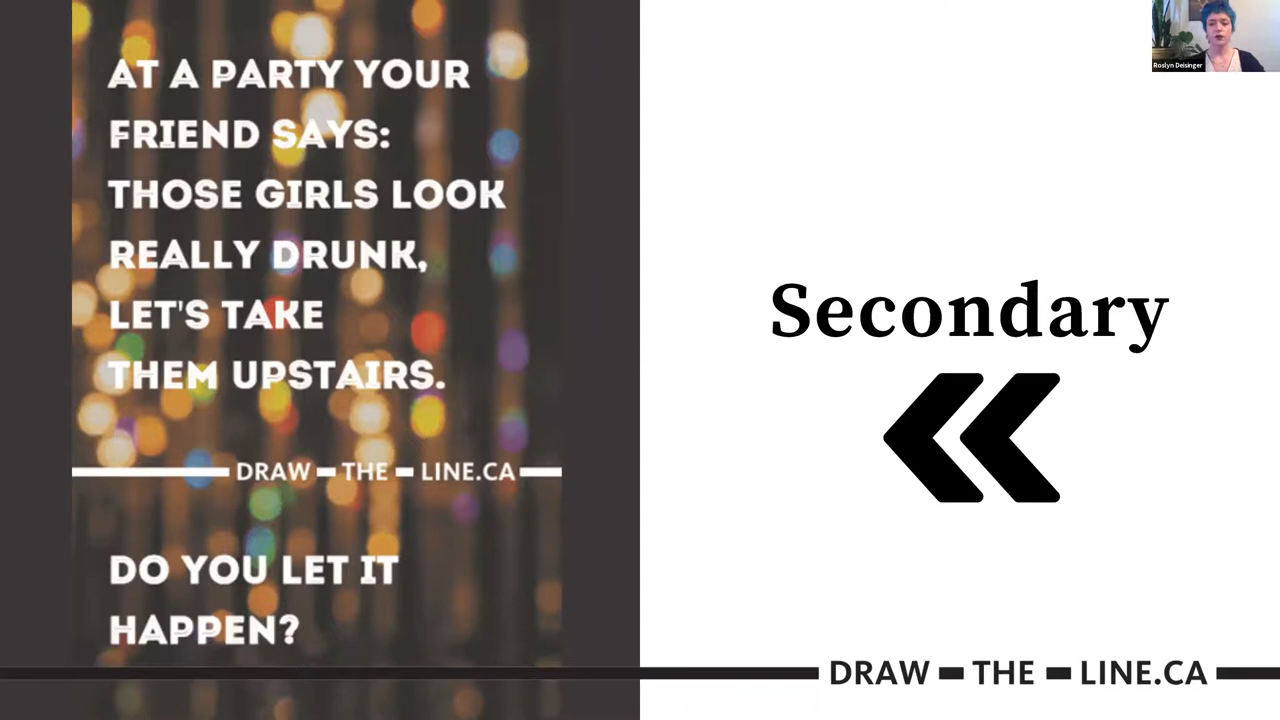 AT A PARTY YOUR
FRIEND SAYS:
THOSE GIRLS LOOK
REALLY DRUNK,
LET'S TAKE
THEM UPSTAIRS.
DRAW THE LINE.CA
DO YOU LET IT
HAPPEN?
Secondary
DRAW THE LINE.CA
Roslyn Deisinger